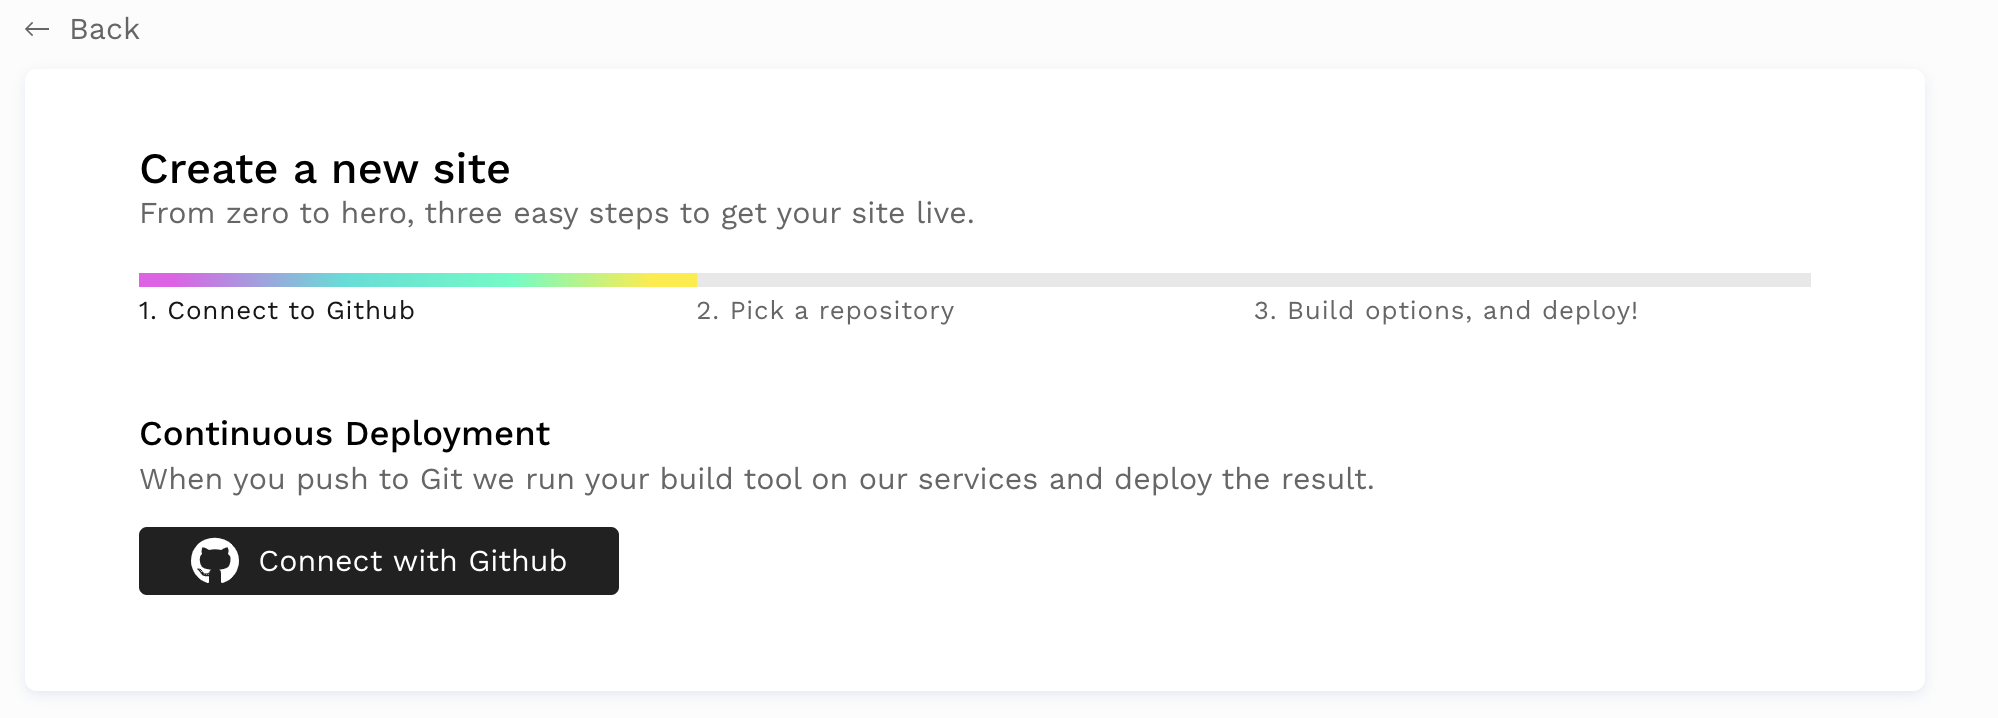 ← Back
Create a new site
From zero to hero, three easy steps to get your site live.
1. Connect to Github
2. Pick a repository
3. Build options, and deploy!
Continuous Deployment
When you push to Git we run your build tool on our services and deploy the result.
Connect with Github